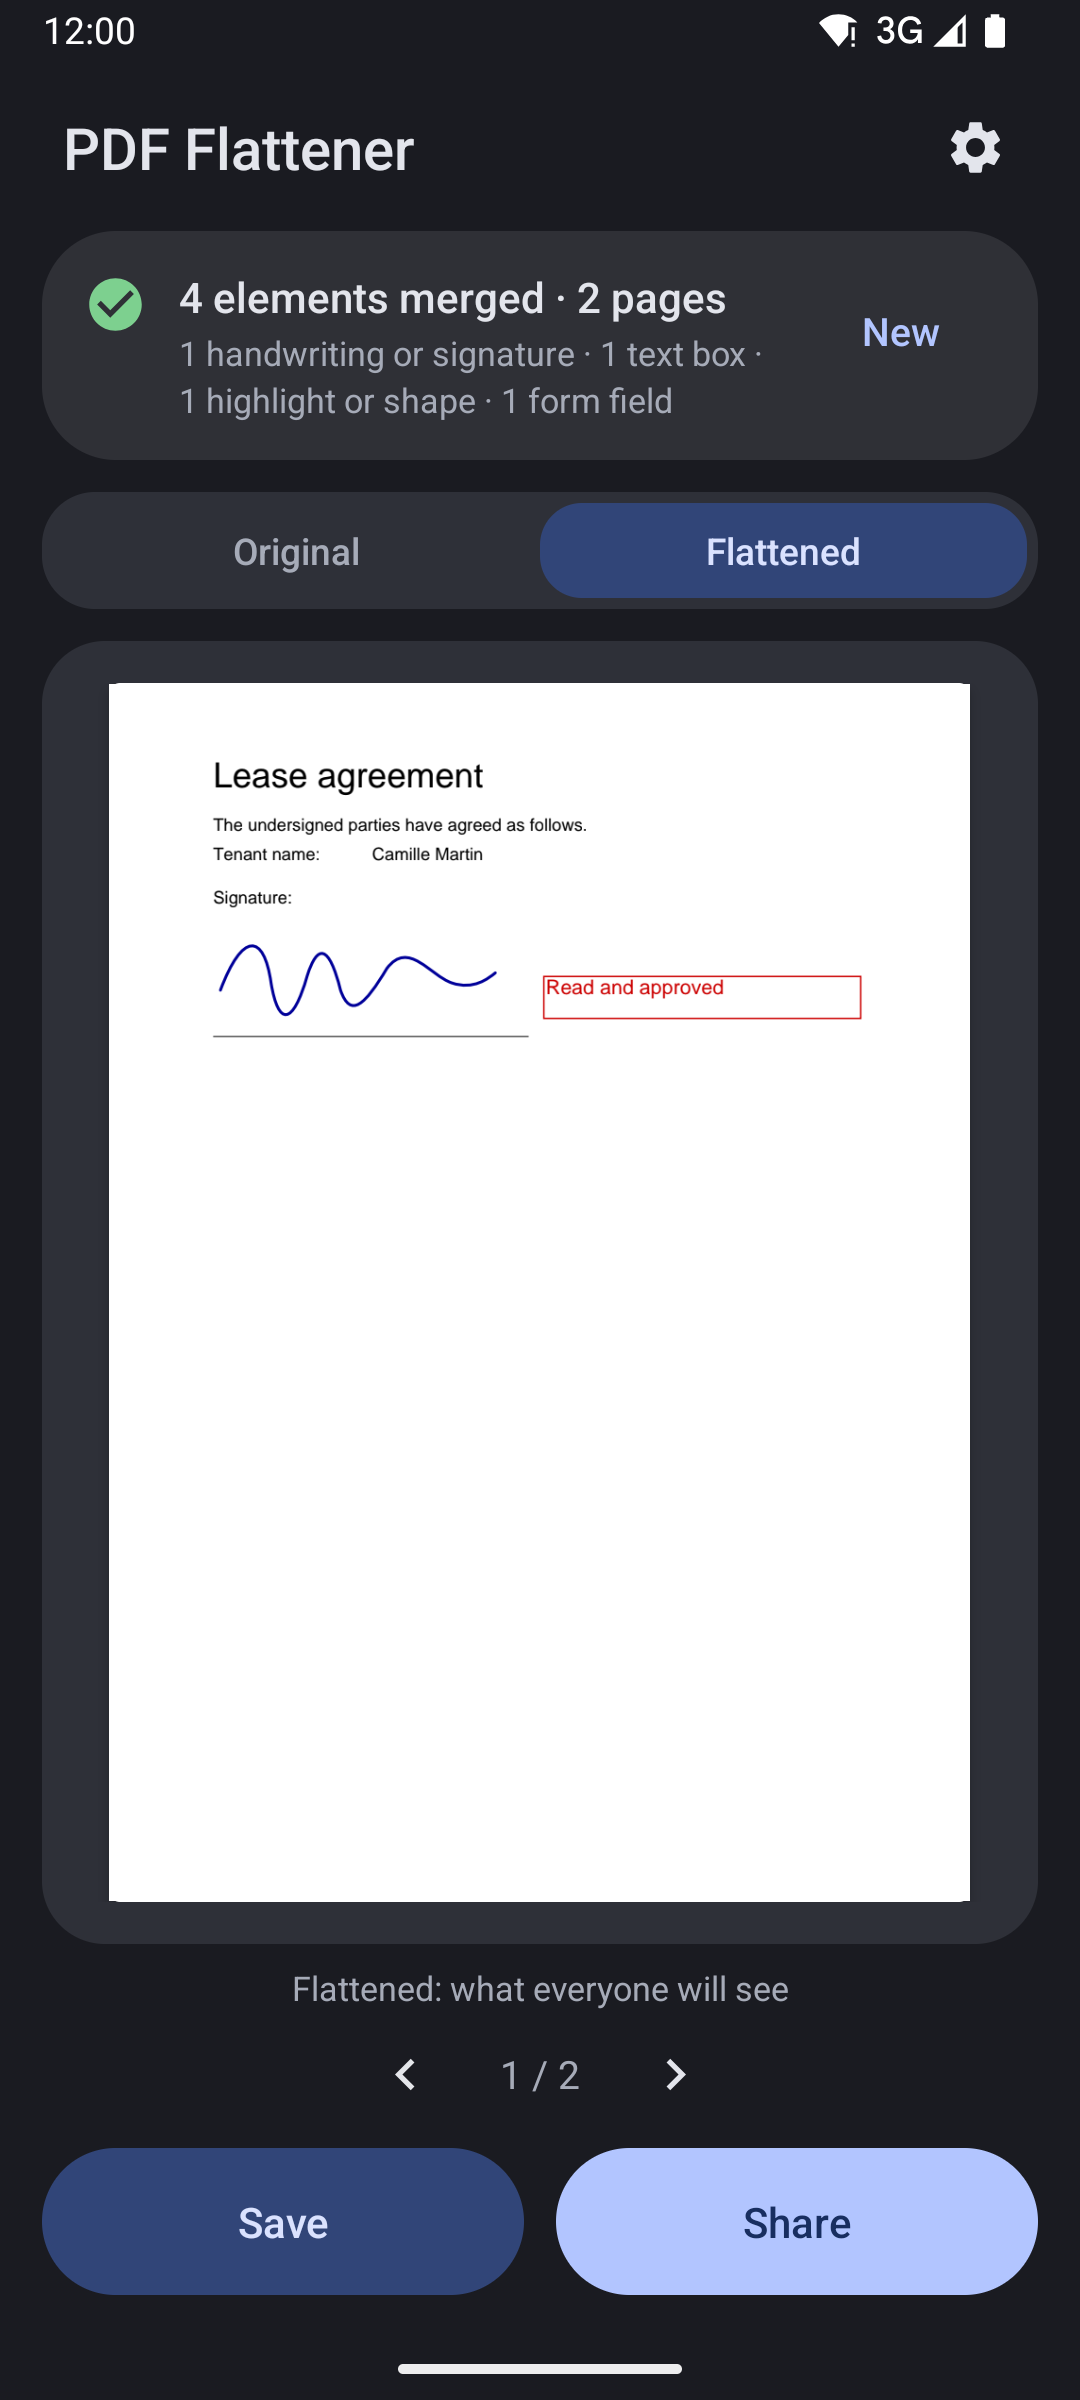 12:00 3G
PDF Flattener
4 elements merged · 2 pages
1 handwriting or signature · 1 text box ·
1 highlight or shape · 1 form field
New
Original Flattened
Lease agreement
The undersigned parties have agreed as follows.
Tenant name: Camille Martin
Signature:
Read and approved
Flattened: what everyone will see
1 / 2
Save Share